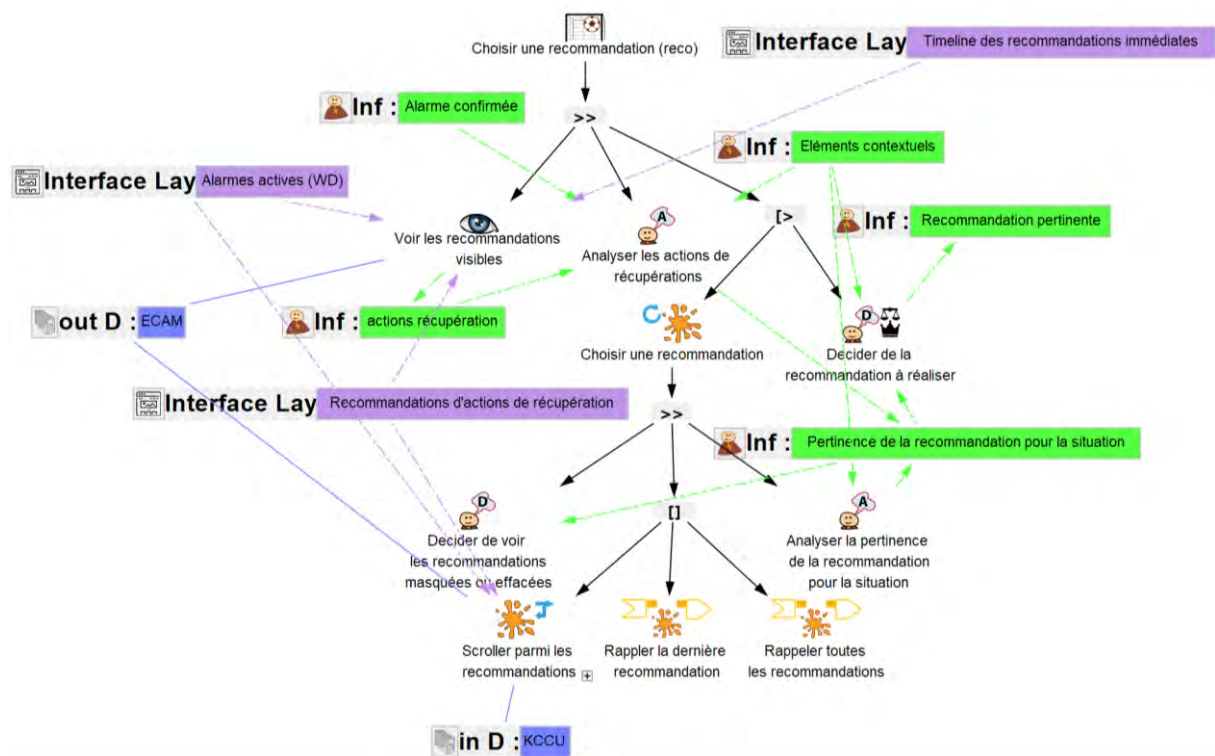 Choisir une recommandation (reco)
Interface Lay Timeline des recommandations immédiates
Inf : Alarme confirmée
>>
Inf : Eléments contextuels
Interface Lay Alarmes actives (WD)
A
[>
Inf : Recommandation pertinente
Voir les recommandations
visibles
Analyser les actions de
récupérations
out D : ECAM
Inf : actions récupération
D
Choisir une recommandation
Decider de la
recommandation à réaliser
Interface Lay Recommandations d'actions de récupération
>>
Inf : Pertinence de la recommandation pour la situation
D
[]
A
Decider de voir
les recommandations
masquées ou effacées
Analyser la pertinence
de la recommandation
pour la situation
Scroller parmi les
recommandations
Rappler la dernière
recommandation
Rappeler toutes
les recommandations
in D : KCCU